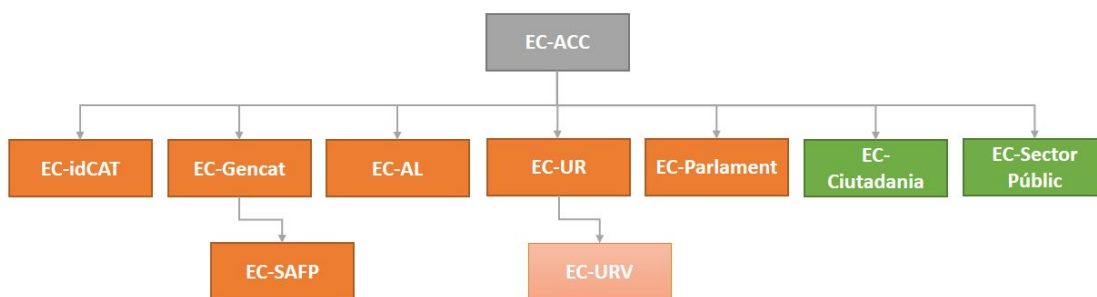 EC-ACC
EC-idCAT
EC-Gencat
EC-AL
EC-UR
EC-Parlament
EC-
Ciutadania
EC-Sector
Públic
EC-SAFP
EC-URV